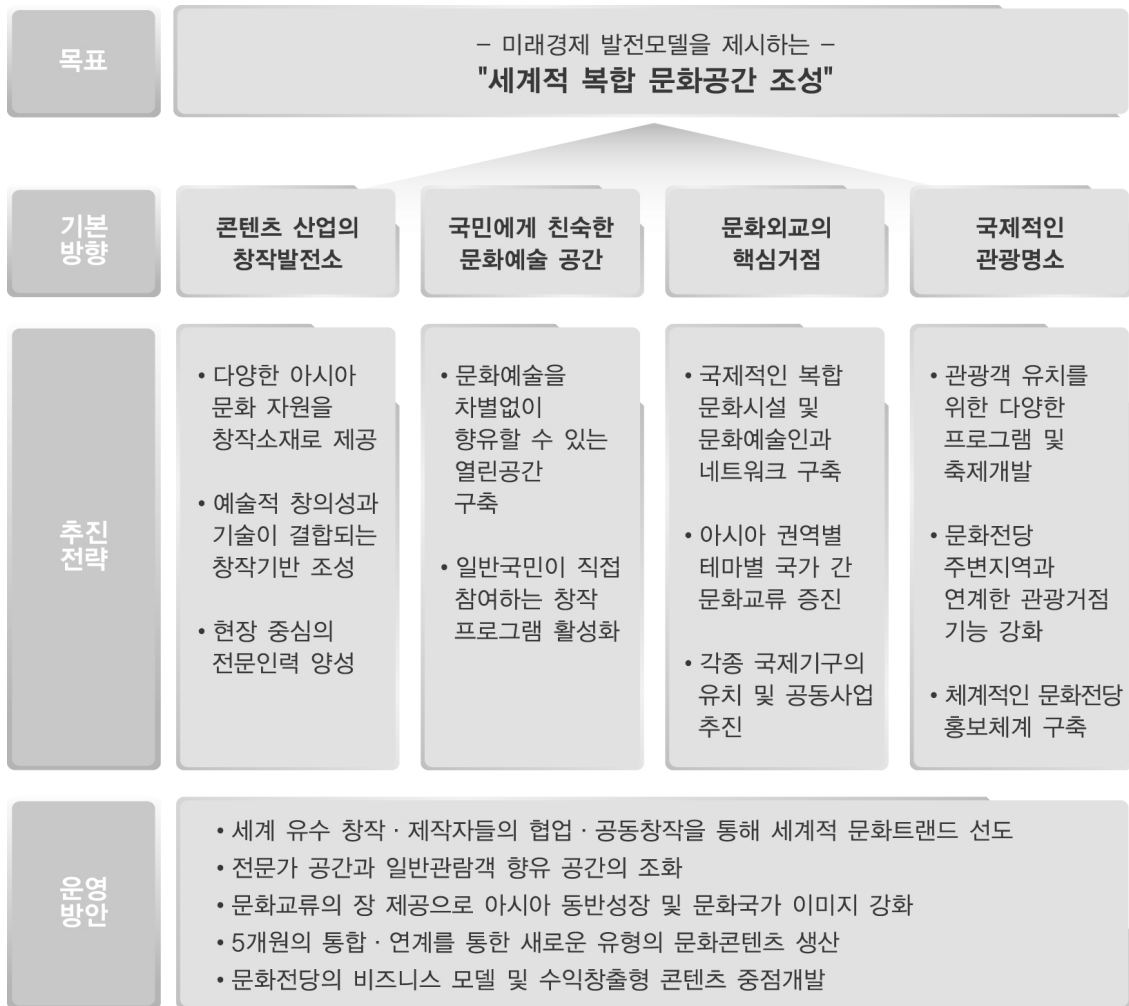 목표
– 미래경제 발전모델을 제시하는 –
"세계적 복합 문화공간 조성"
기본
방향
콘텐츠 산업의
창작발전소
국민에게 친숙한
문화예술 공간
문화외교의
핵심거점
국제적인
관광명소
추진
전략
• 다양한 아시아
문화 자원을
창작소재로 제공
• 예술적 창의성과
기술이 결합되는
창작기반 조성
• 현장 중심의
전문인력 양성
• 문화예술을
차별없이
향유할 수 있는
열린공간
구축
• 일반국민이 직접
참여하는 창작
프로그램 활성화
• 국제적인 복합
문화시설 및
문화예술인과
네트워크 구축
• 아시아 권역별
테마별 국가 간
문화교류 증진
• 각종 국제기구의
유치 및 공동사업
추진
• 관광객 유치를
위한 다양한
프로그램 및
축제개발
• 문화전당
주변지역과
연계한 관광거점
기능 강화
• 체계적인 문화전당
홍보체계 구축
운영
방안
• 세계 유수 창작 · 제작자들의 협업 · 공동창작을 통해 세계적 문화트랜드 선도
• 전문가 공간과 일반관람객 향유 공간의 조화
• 문화교류의 장 제공으로 아시아 동반성장 및 문화국가 이미지 강화
• 5개원의 통합 · 연계를 통한 새로운 유형의 문화콘텐츠 생산
• 문화전당의 비즈니스 모델 및 수익창출형 콘텐츠 중점개발